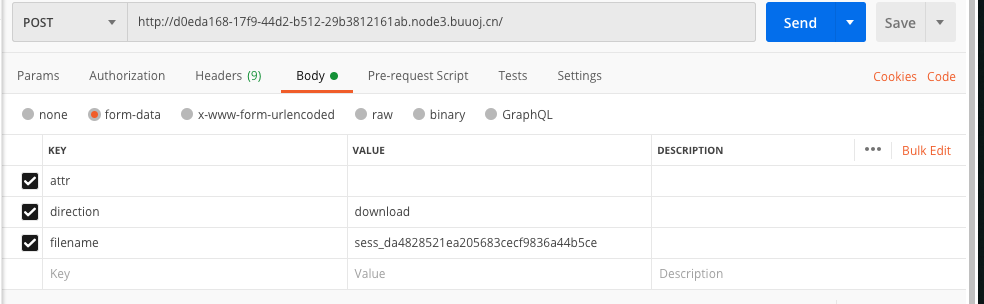 POST http://d0eda168-17f9-44d2-b512-29b3812161ab.node3.buuoj.cn/ Send Save
Params Authorization Headers (9) Body Pre-request Script Tests Settings Cookies Code
none form-data x-www-form-urlencoded raw binary GraphQL
KEY VALUE DESCRIPTION ••• Bulk Edit
attr
direction download
filename sess_da4828521ea205683cecf9836a44b5ce
Key Value Description